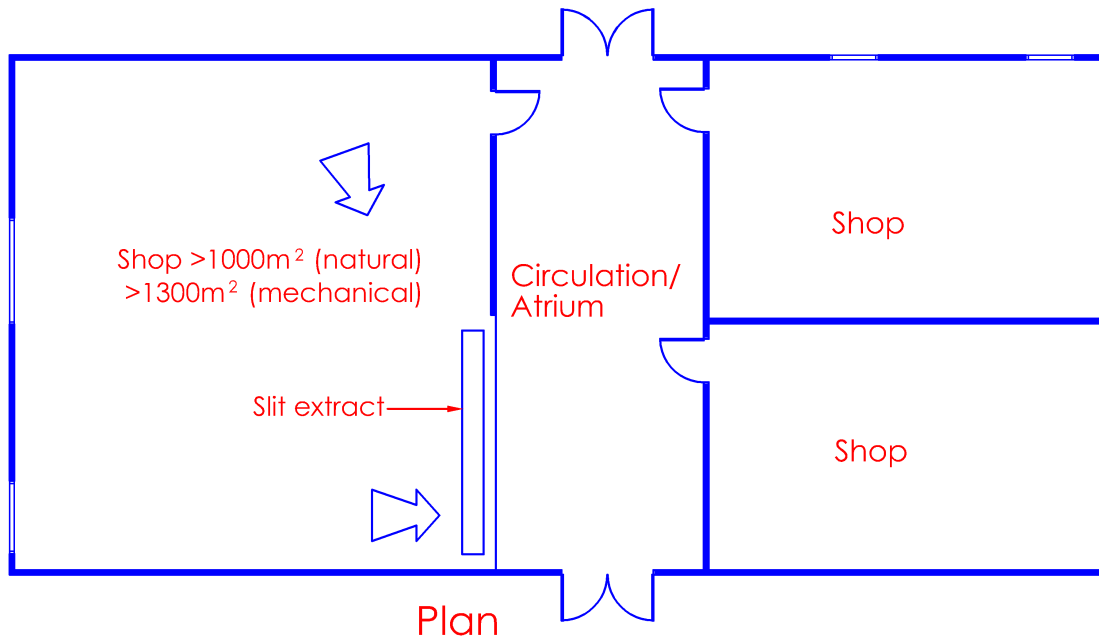 Shop >1000m² (natural)
>1300m² (mechanical)
Slit extract
Circulation/
Atrium
Shop
Shop
Plan